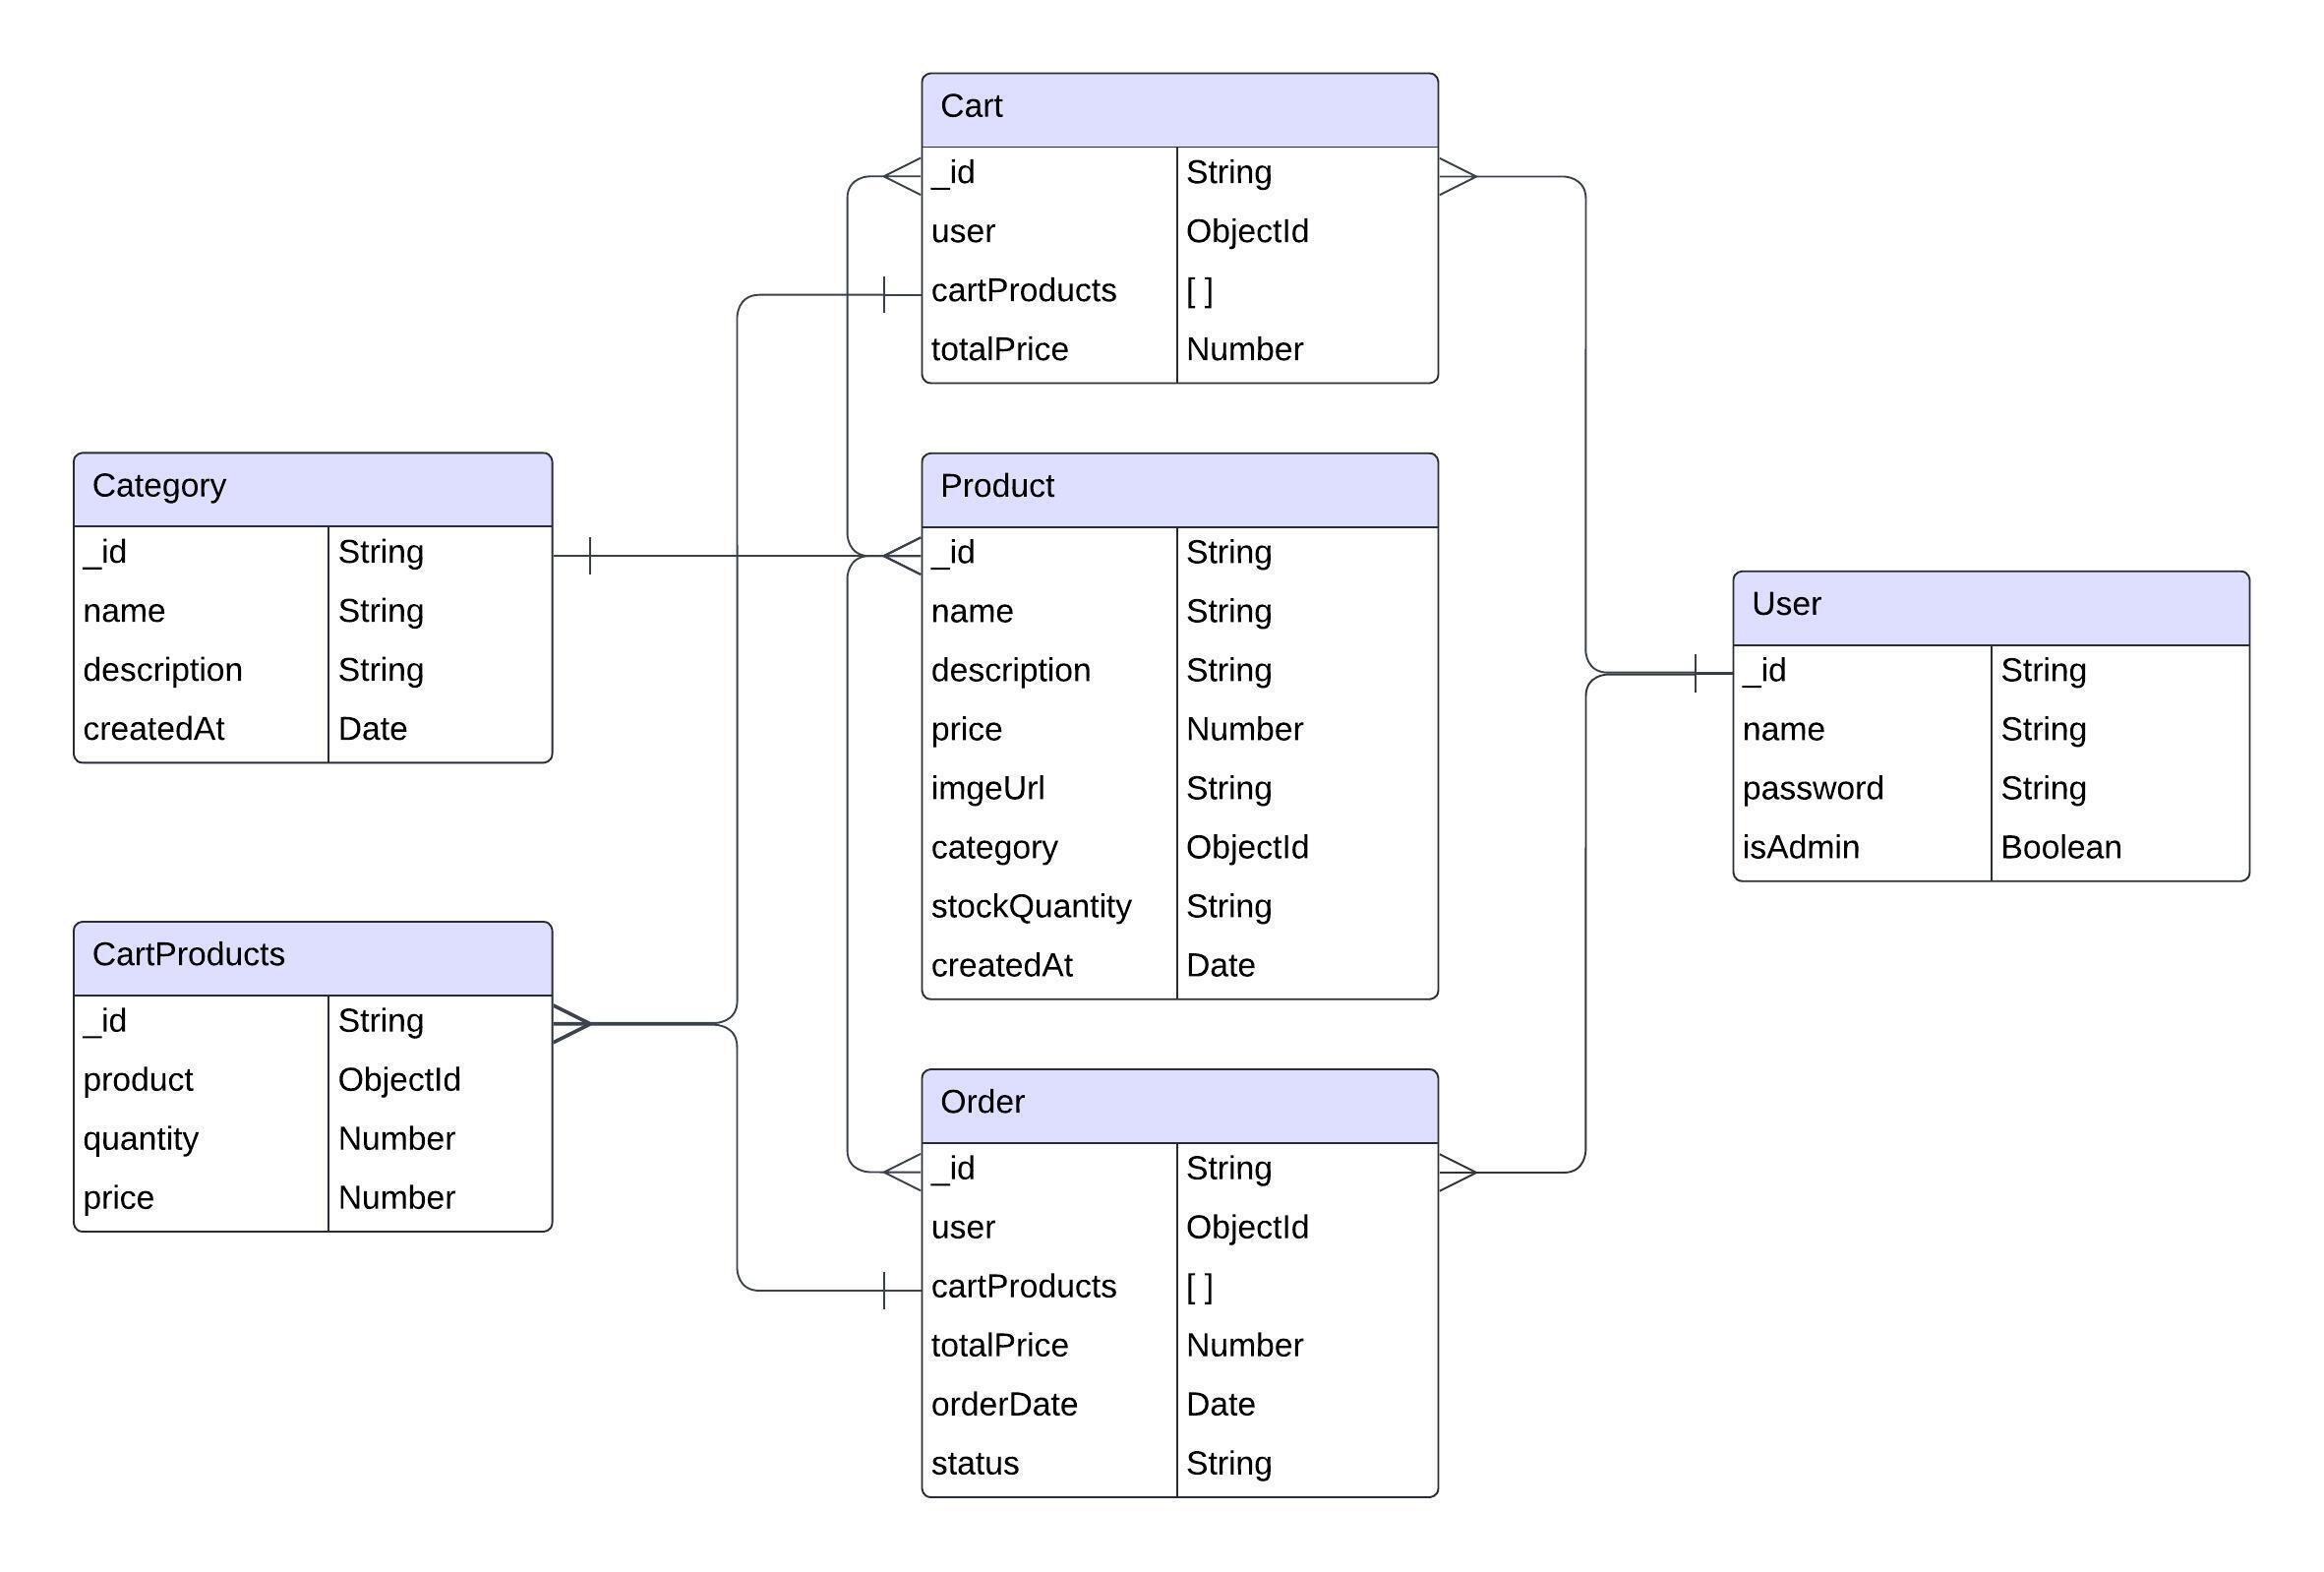 Cart
_id String
user ObjectId
cartProducts [ ]
totalPrice Number
Category
_id String
name String
description String
createdAt Date
Product
_id String
name String
description String
price Number
imgeUrl String
category ObjectId
stockQuantity String
createdAt Date
User
_id String
name String
password String
isAdmin Boolean
CartProducts
_id String
product ObjectId
quantity Number
price Number
Order
_id String
user ObjectId
cartProducts [ ]
totalPrice Number
orderDate Date
status String